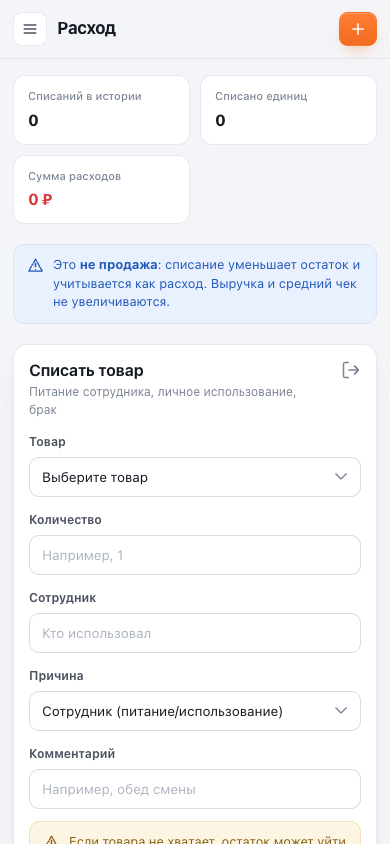 Расход
Списаний в истории
0
Списано единиц
0
Сумма расходов
0 ₽
Это не продажа: списание уменьшает остаток и
учитывается как расход. Выручка и средний чек
не увеличиваются.
Списать товар
Питание сотрудника, личное использование,
брак
Товар
Выберите товар
Количество
Например, 1
Сотрудник
Кто использовал
Причина
Сотрудник (питание/использование)
Комментарий
Например, обед смены
Если товара не хватает, остаток может уйти